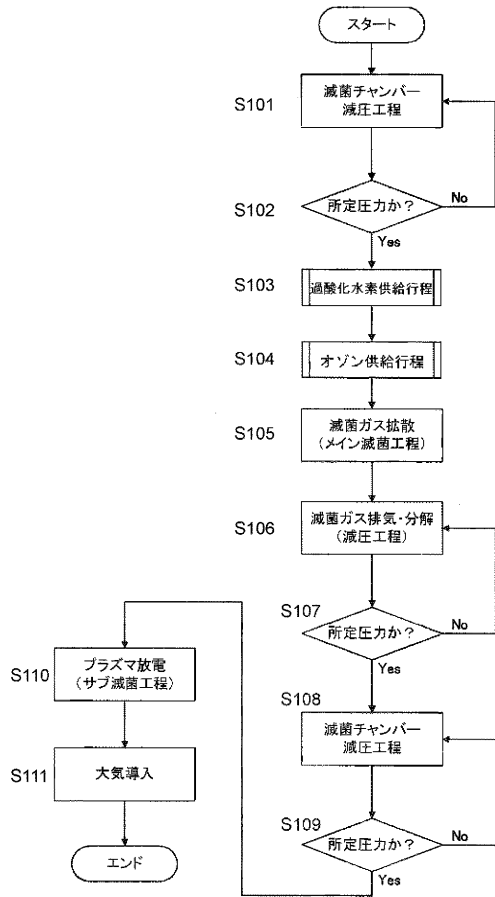 スタート
S101
滅菌チャンバー
減圧工程
S102
所定圧力か？
No
Yes
S103
過酸化水素供給行程
S104
オゾン供給行程
S105
滅菌ガス拡散
(メイン滅菌工程)
S106
滅菌ガス排気・分解
(減圧工程)
S107
所定圧力か？
No
Yes
S108
滅菌チャンバー
減圧工程
S109
所定圧力か？
No
Yes
S110
プラズマ放電
(サブ滅菌工程)
S111
大気導入
エンド